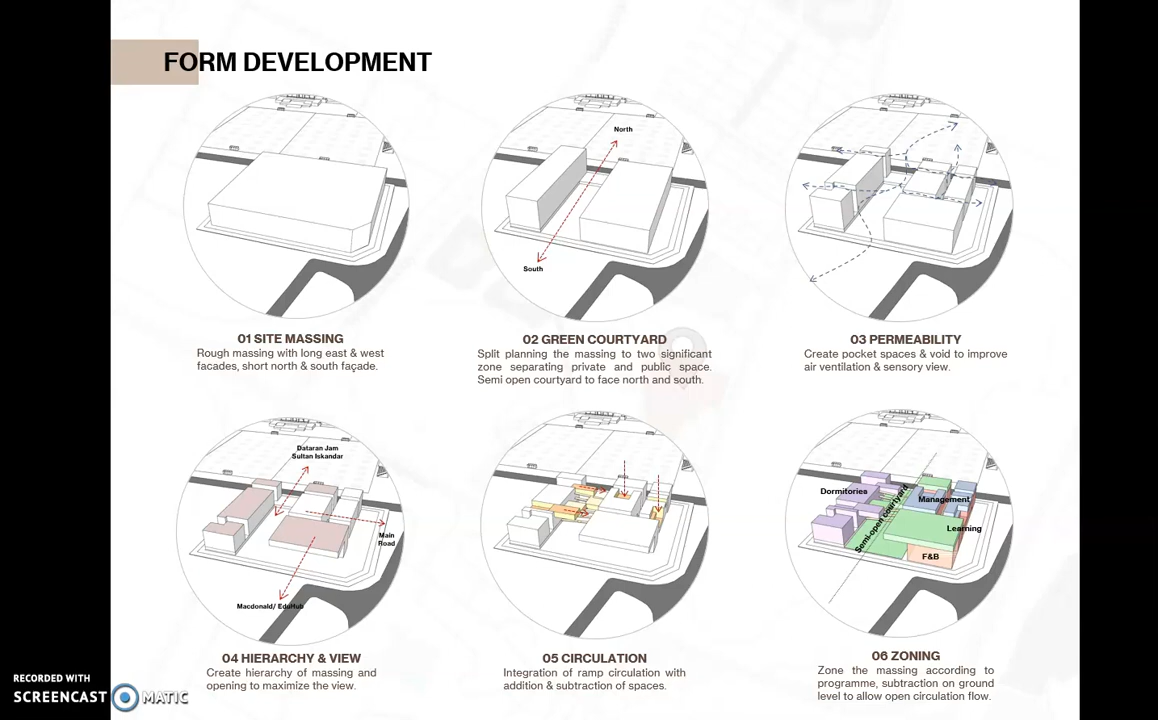 FORM DEVELOPMENT
North
South
01 SITE MASSING
Rough massing with long east & west
facades, short north & south façade.
02 GREEN COURTYARD
Split planning the massing to two significant
zone separating private and public space.
Semi open courtyard to face north and south.
03 PERMEABILITY
Create pocket spaces & void to improve
air ventilation & sensory view.
Dataran Jam
Sultan Iskandar
Main
Road
Macdonald/ EduHub
Dormitories
Semi-open courtyard
Management
Learning
F&B
04 HIERARCHY & VIEW
Create hierarchy of massing and
opening to maximize the view.
05 CIRCULATION
Integration of ramp circulation with
addition & subtraction of spaces.
06 ZONING
Zone the massing according to
programme, subtraction on ground
level to allow open circulation flow.
RECORDED WITH
SCREENCAST MATIC